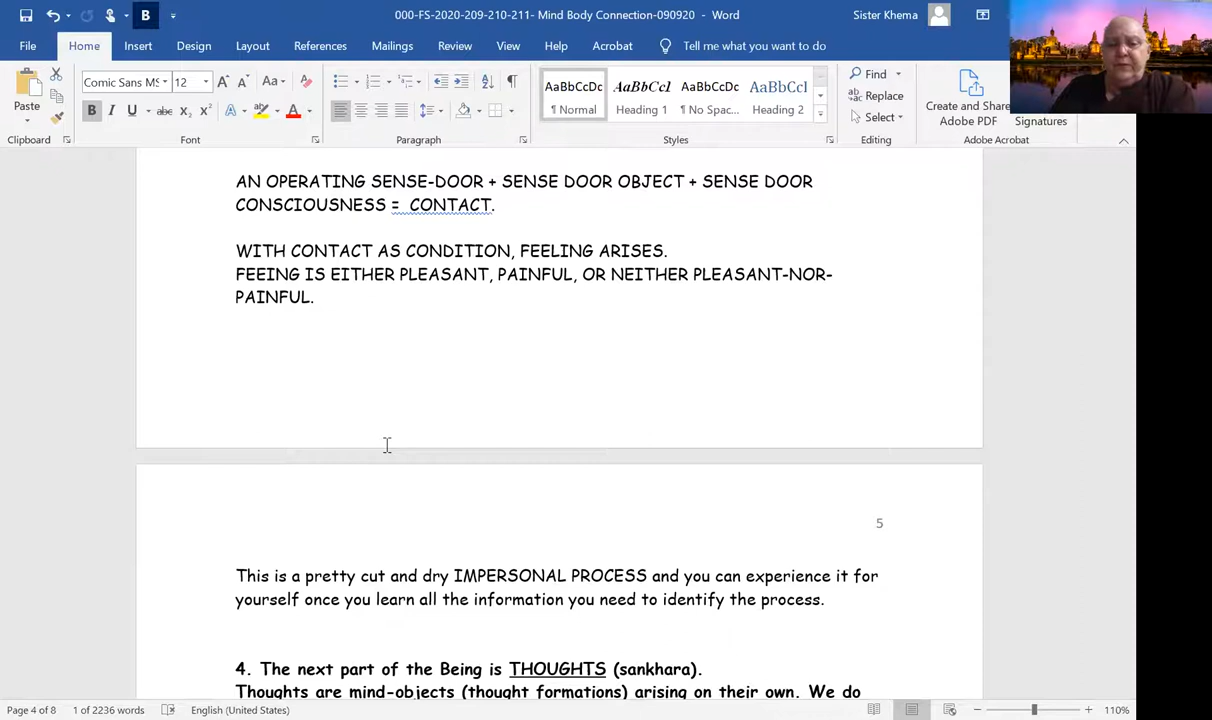 000-FS-2020-209-210-211- Mind Body Connection-090920 - Word
Sister Khema
File Home Insert Design Layout References Mailings Review View Help Acrobat Tell me what you want to do
Paste
Clipboard
Comic Sans MS 12
Font
Paragraph
AaBbCcDc AaBbCcI AaBbCcDc AaBbCcI
¶ Normal Heading 1 ¶ No Spac... Heading 2
Styles
Find
Replace
Select
Editing
Create and Share
Adobe PDF
Signatures
Adobe Acrobat
AN OPERATING SENSE-DOOR + SENSE DOOR OBJECT + SENSE DOOR
CONSCIOUSNESS = CONTACT.
WITH CONTACT AS CONDITION, FEELING ARISES.
FEEING IS EITHER PLEASANT, PAINFUL, OR NEITHER PLEASANT-NOR-
PAINFUL.
5
This is a pretty cut and dry IMPERSONAL PROCESS and you can experience it for
yourself once you learn all the information you need to identify the process.
4. The next part of the Being is THOUGHTS (sankhara).
Thoughts are mind-objects (thought formations) arising on their own. We do
Page 4 of 8 1 of 2236 words English (United States) 110%